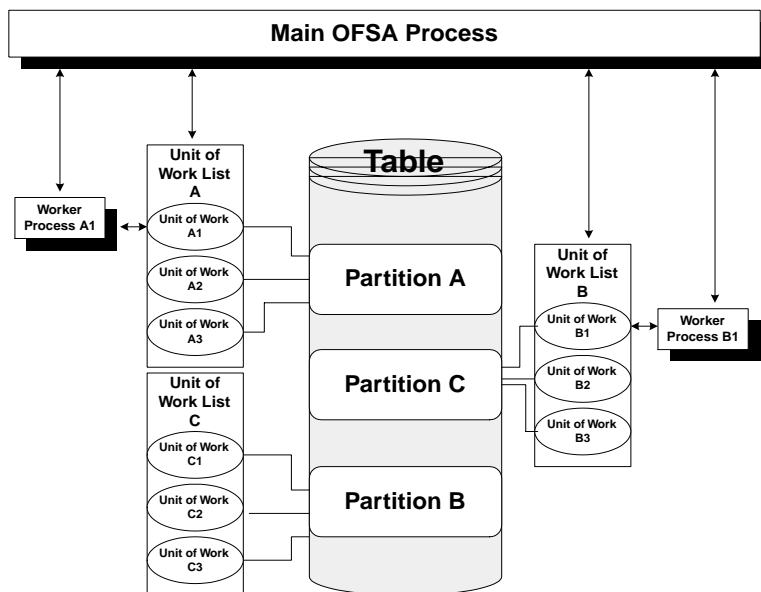 Main OFSA Process
Unit of
Work List
A
Worker
Process A1
Unit of Work
A1
Unit of Work
A2
Unit of Work
A3
Unit of
Work List
C
Unit of Work
C1
Unit of Work
C2
Unit of Work
C3
Table
Partition A
Partition C
Partition B
Unit of
Work List
B
Unit of Work
B1
Unit of Work
B2
Unit of Work
B3
Worker
Process B1